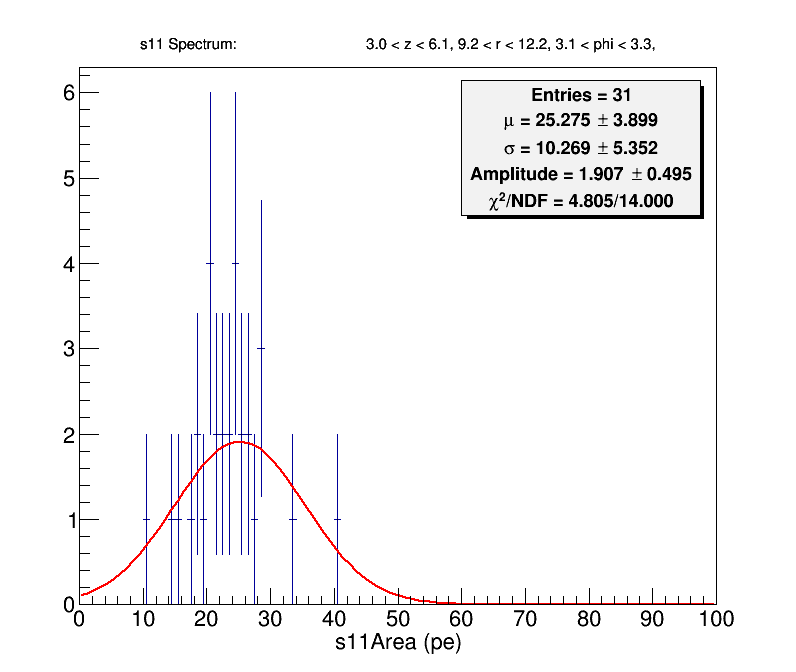 s11 Spectrum: 3.0 < z < 6.1, 9.2 < r < 12.2, 3.1 < phi < 3.3,
Entries = 31
μ = 25.275 ± 3.899
σ = 10.269 ± 5.352
Amplitude = 1.907 ± 0.495
χ²/NDF = 4.805/14.000
6
5
4
3
2
1
0
0 10 20 30 40 50 60 70 80 90 100
s11Area (pe)